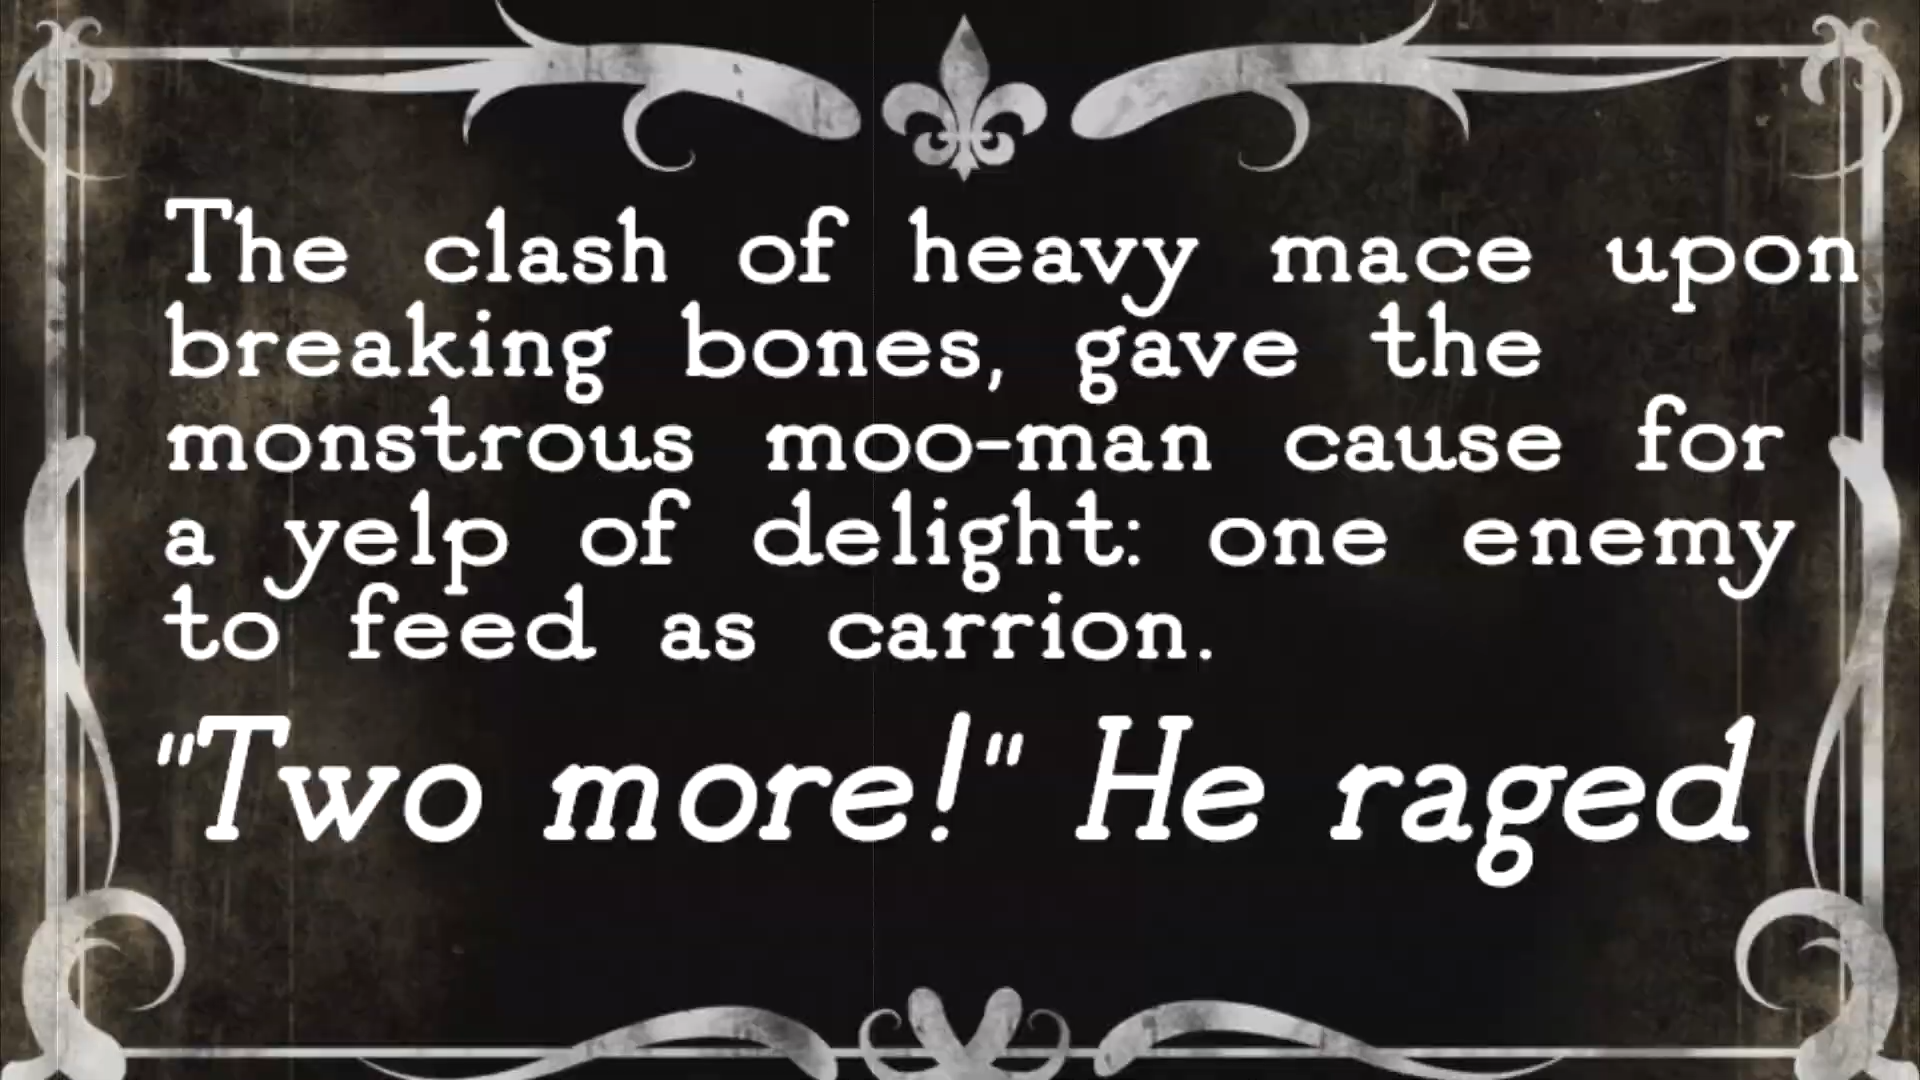 The clash of heavy mace upon
breaking bones, gave the
monstrous moo-man cause for
a yelp of delight: one enemy
to feed as carrion.
"Two more!" He raged